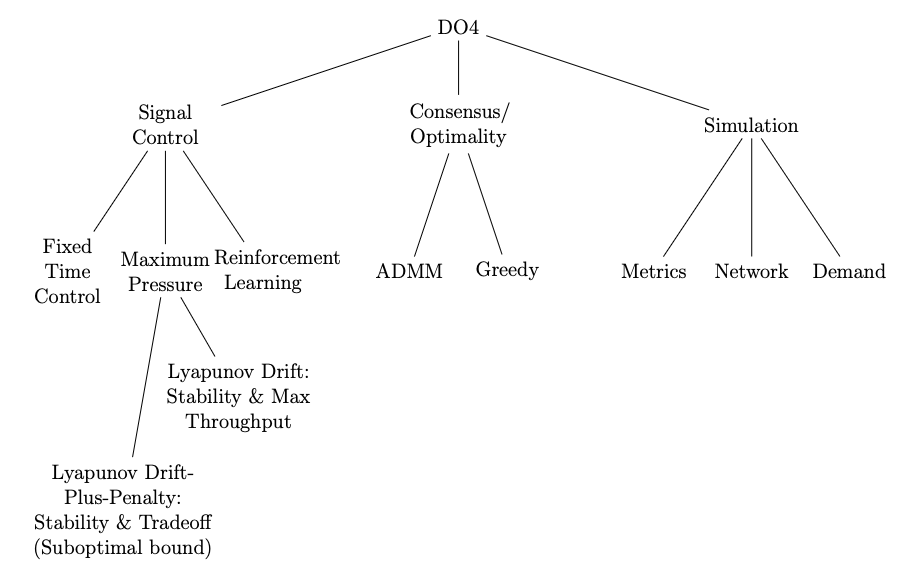 DO4
Signal
Control
Consensus/
Optimality
Simulation
Fixed
Time
Control
Maximum
Pressure
Reinforcement
Learning
ADMM
Greedy
Metrics
Network
Demand
Lyapunov Drift:
Stability & Max
Throughput
Lyapunov Drift-
Plus-Penalty:
Stability & Tradeoff
(Suboptimal bound)